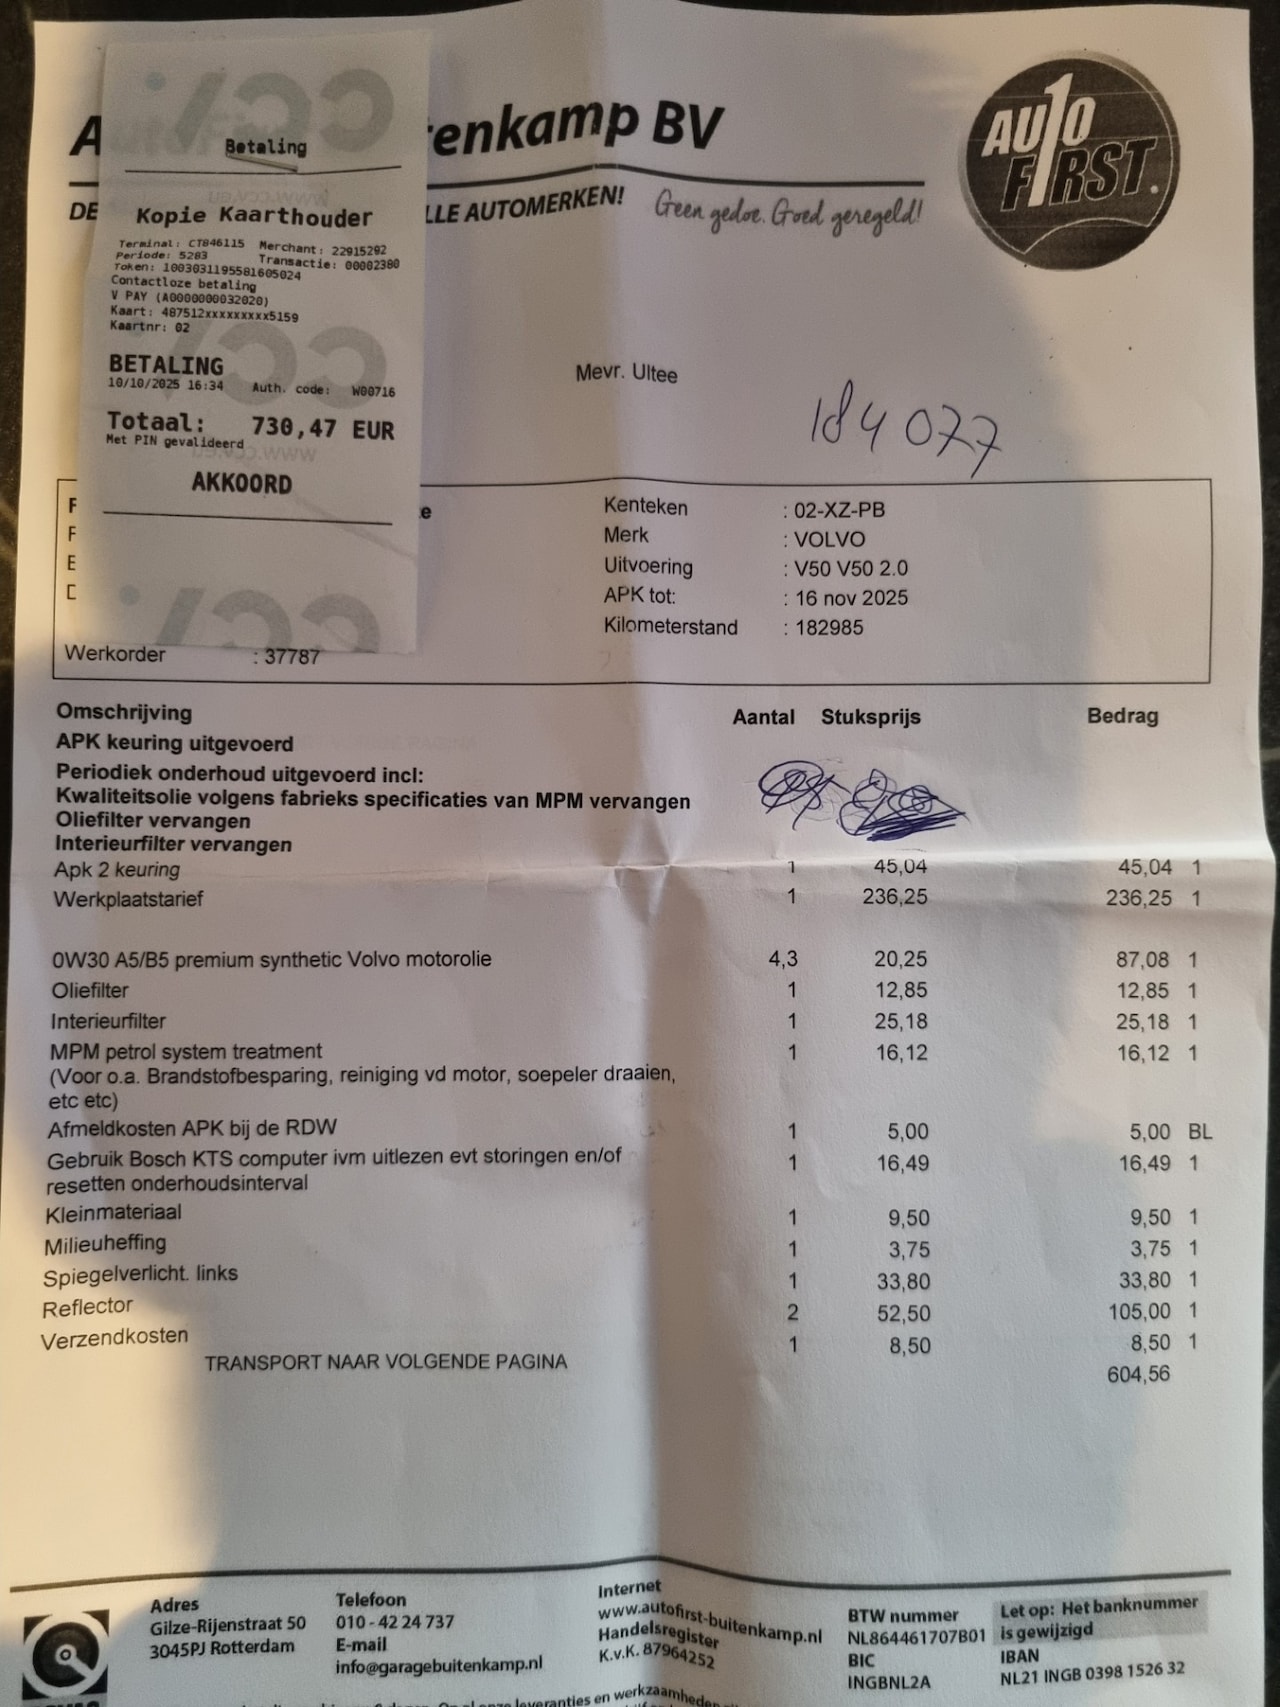 Betaling
Kopie Kaarthouder
Terminal: CT846115 Merchant: 22915292
Periode: 5283 Transactie: 00002380
Token: 1003031195581605024
Contactloze betaling
V PAY (A0000000032020)
Kaart: 487512xxxxxxxxx5159
Kaartnr: 02
BETALING
10/10/2025 16:34 Auth. code: W00716
Totaal: 730,47 EUR
Met PIN gevalideerd
AKKOORD
tenkamp BV
DE LLE AUTOMERKEN! Geen gedoe. Goed geregeld!
AUTO FIRST.
Mevr. Ultee
184077
Kenteken : 02-XZ-PB
Merk : VOLVO
Uitvoering : V50 V50 2.0
APK tot: : 16 nov 2025
Kilometerstand : 182985
Werkorder : 37787
Omschrijving Aantal Stuksprijs Bedrag
APK keuring uitgevoerd
Periodiek onderhoud uitgevoerd incl:
Kwaliteitsolie volgens fabrieks specificaties van MPM vervangen
Oliefilter vervangen
Interieurfilter vervangen
Apk 2 keuring 1 45,04 45,04 1
Werkplaatstarief 1 236,25 236,25 1
0W30 A5/B5 premium synthetic Volvo motorolie 4,3 20,25 87,08 1
Oliefilter 1 12,85 12,85 1
Interieurfilter 1 25,18 25,18 1
MPM petrol system treatment 1 16,12 16,12 1
(Voor o.a. Brandstofbesparing, reiniging vd motor, soepeler draaien,
etc etc)
Afmeldkosten APK bij de RDW 1 5,00 5,00 BL
Gebruik Bosch KTS computer ivm uitlezen evt storingen en/of 1 16,49 16,49 1
resetten onderhoudsinterval
Kleinmateriaal 1 9,50 9,50 1
Milieuheffing 1 3,75 3,75 1
Spiegelverlicht. links 1 33,80 33,80 1
Reflector 2 52,50 105,00 1
Verzendkosten 1 8,50 8,50 1
TRANSPORT NAAR VOLGENDE PAGINA 604,56
Adres
Gilze-Rijenstraat 50
3045PJ Rotterdam
Telefoon
010 - 42 24 737
E-mail
info@garagebuitenkamp.nl
Internet
www.autofirst-buitenkamp.nl
Handelsregister
K.v.K. 87964252
BTW nummer
NL864461707B01
BIC
INGBNL2A
Let op: Het banknummer
is gewijzigd
IBAN
NL21 INGB 0398 1526 32
leveranties en werkzaamheden